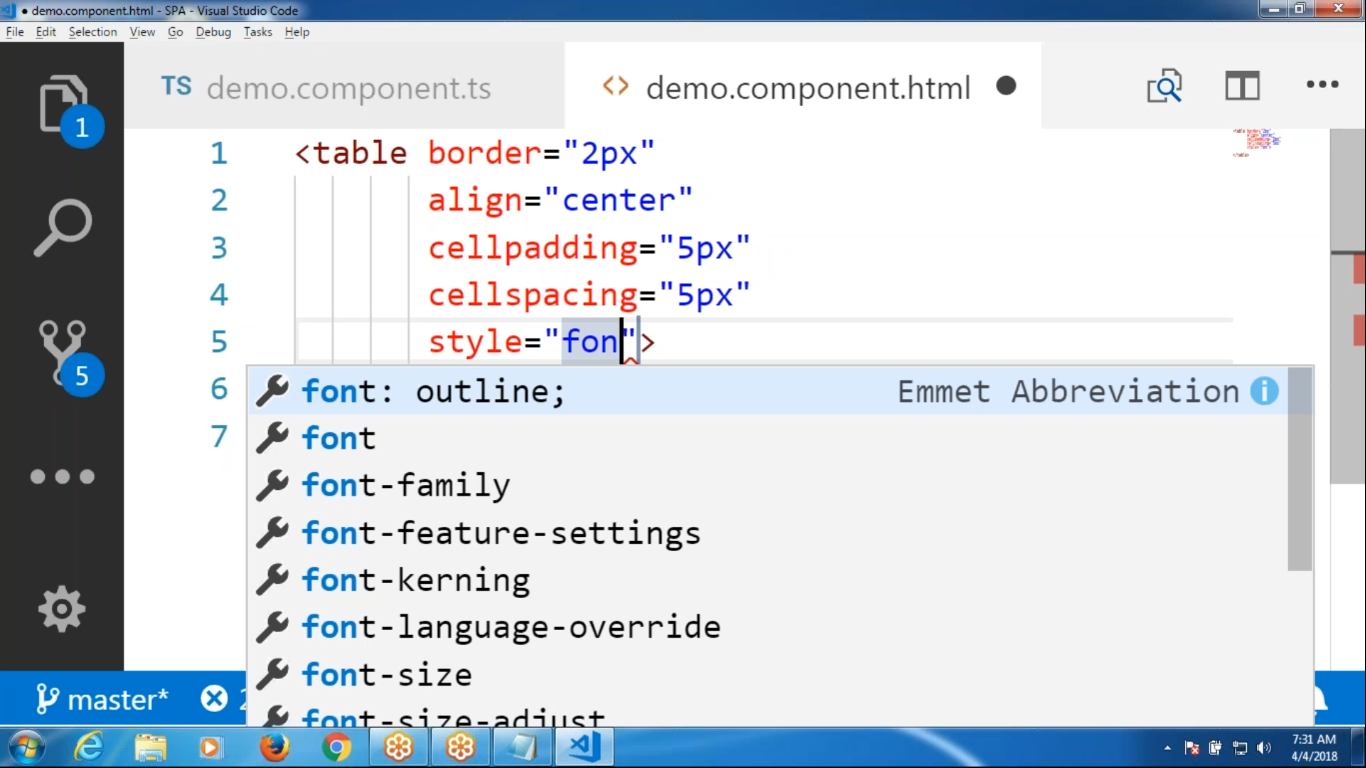 demo.component.html - SPA - Visual Studio Code
File Edit Selection View Go Debug Tasks Help
TS demo.component.ts <> demo.component.html
1 <table border="2px"
2 align="center"
3 cellpadding="5px"
4 cellspacing="5px"
5 style="fon">
6 font: outline; Emmet Abbreviation
7 font
font-family
font-feature-settings
font-kerning
font-language-override
font-size
font-size-adjust
1
5
master*
7:31 AM
4/4/2018